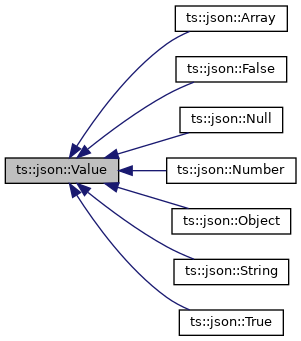 ts::json::Array
ts::json::False
ts::json::Null
ts::json::Value
ts::json::Number
ts::json::Object
ts::json::String
ts::json::True